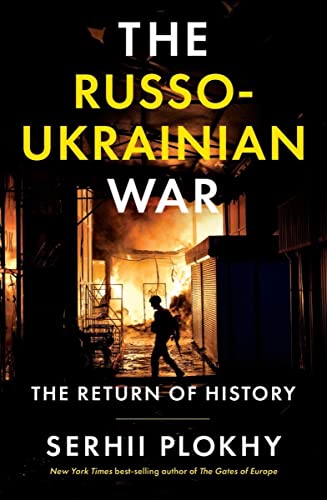 THE
RUSSO-
UKRAINIAN
WAR
THE RETURN OF HISTORY
SERHII PLOKHY
New York Times best-selling author of The Gates of Europe